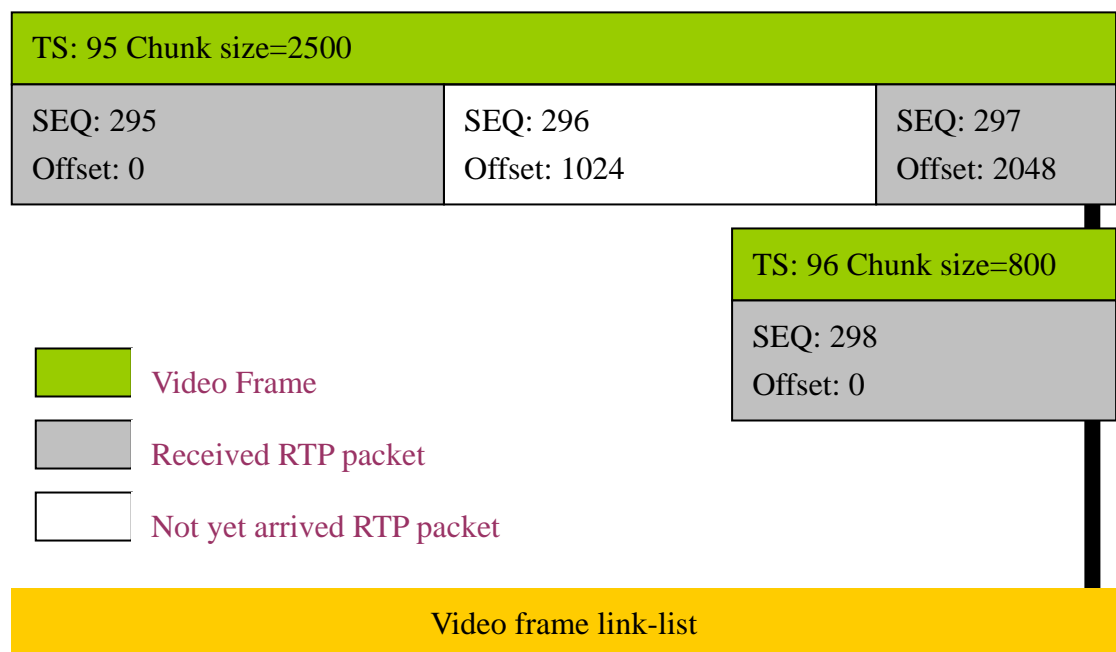 TS: 95 Chunk size=2500
SEQ: 295
Offset: 0
SEQ: 296
Offset: 1024
SEQ: 297
Offset: 2048
TS: 96 Chunk size=800
SEQ: 298
Offset: 0
Video Frame
Received RTP packet
Not yet arrived RTP packet
Video frame link-list